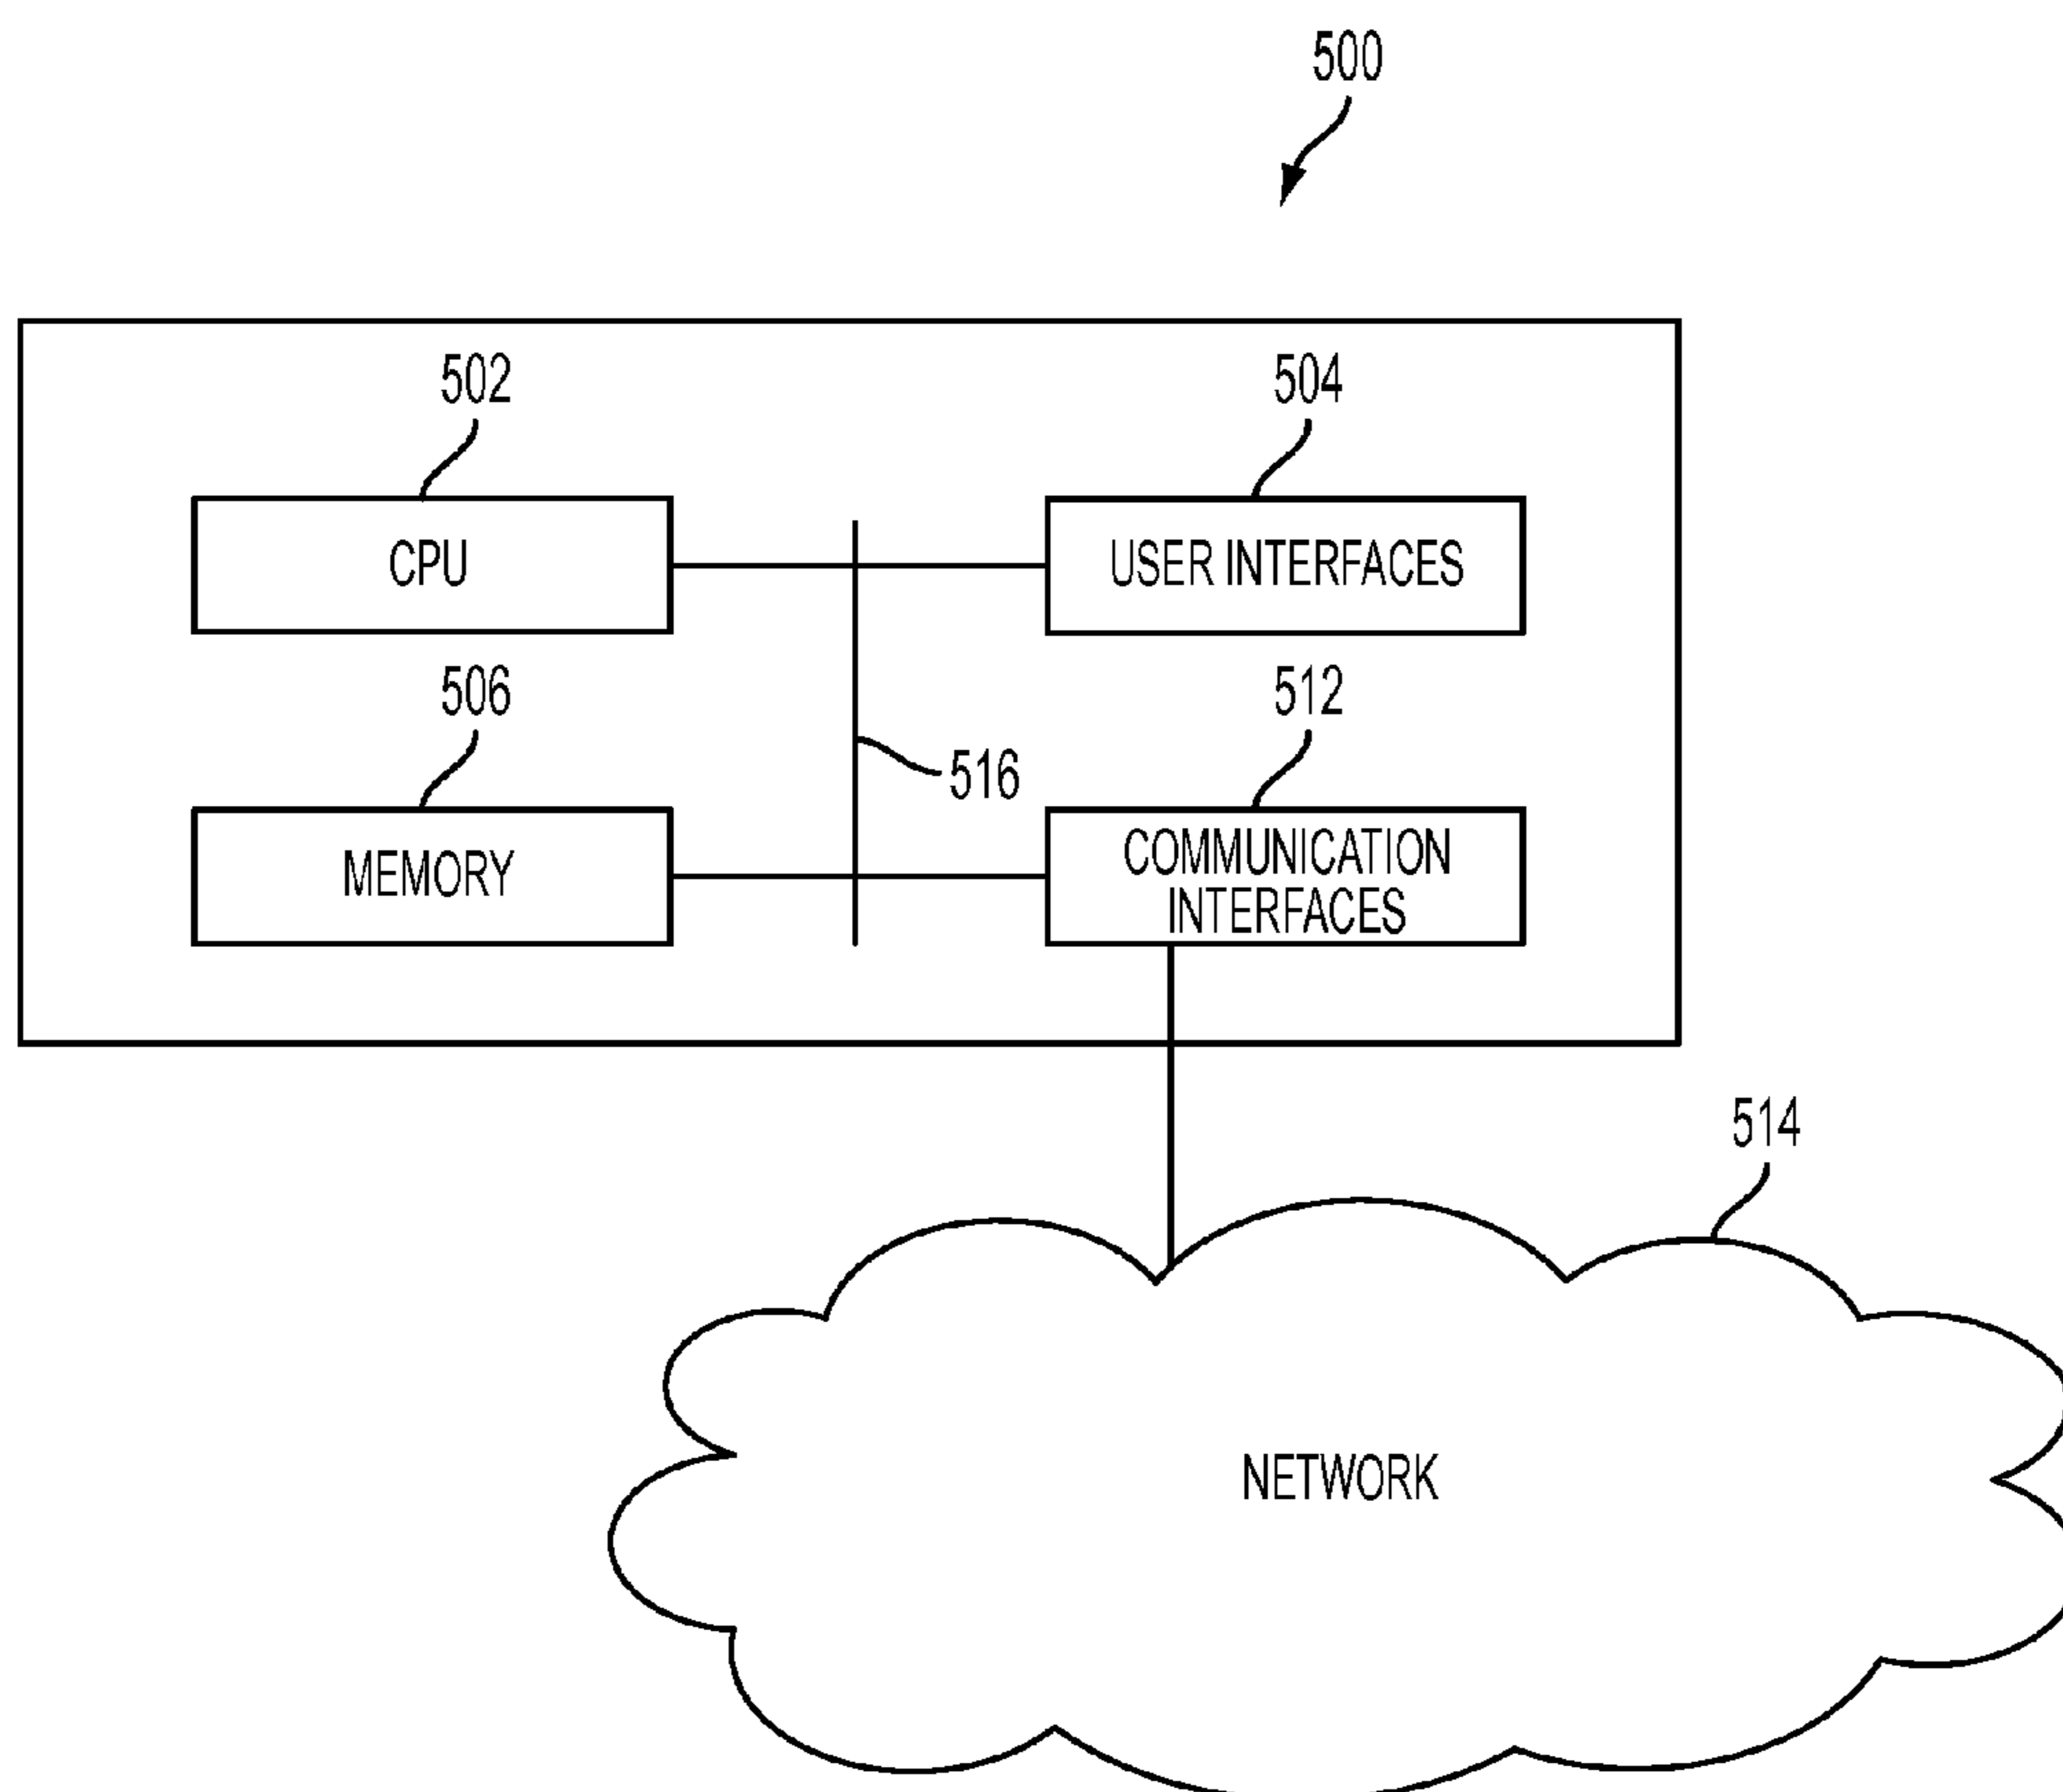 500
502
504
CPU
USER INTERFACES
506
512
516
MEMORY
COMMUNICATION
INTERFACES
514
NETWORK